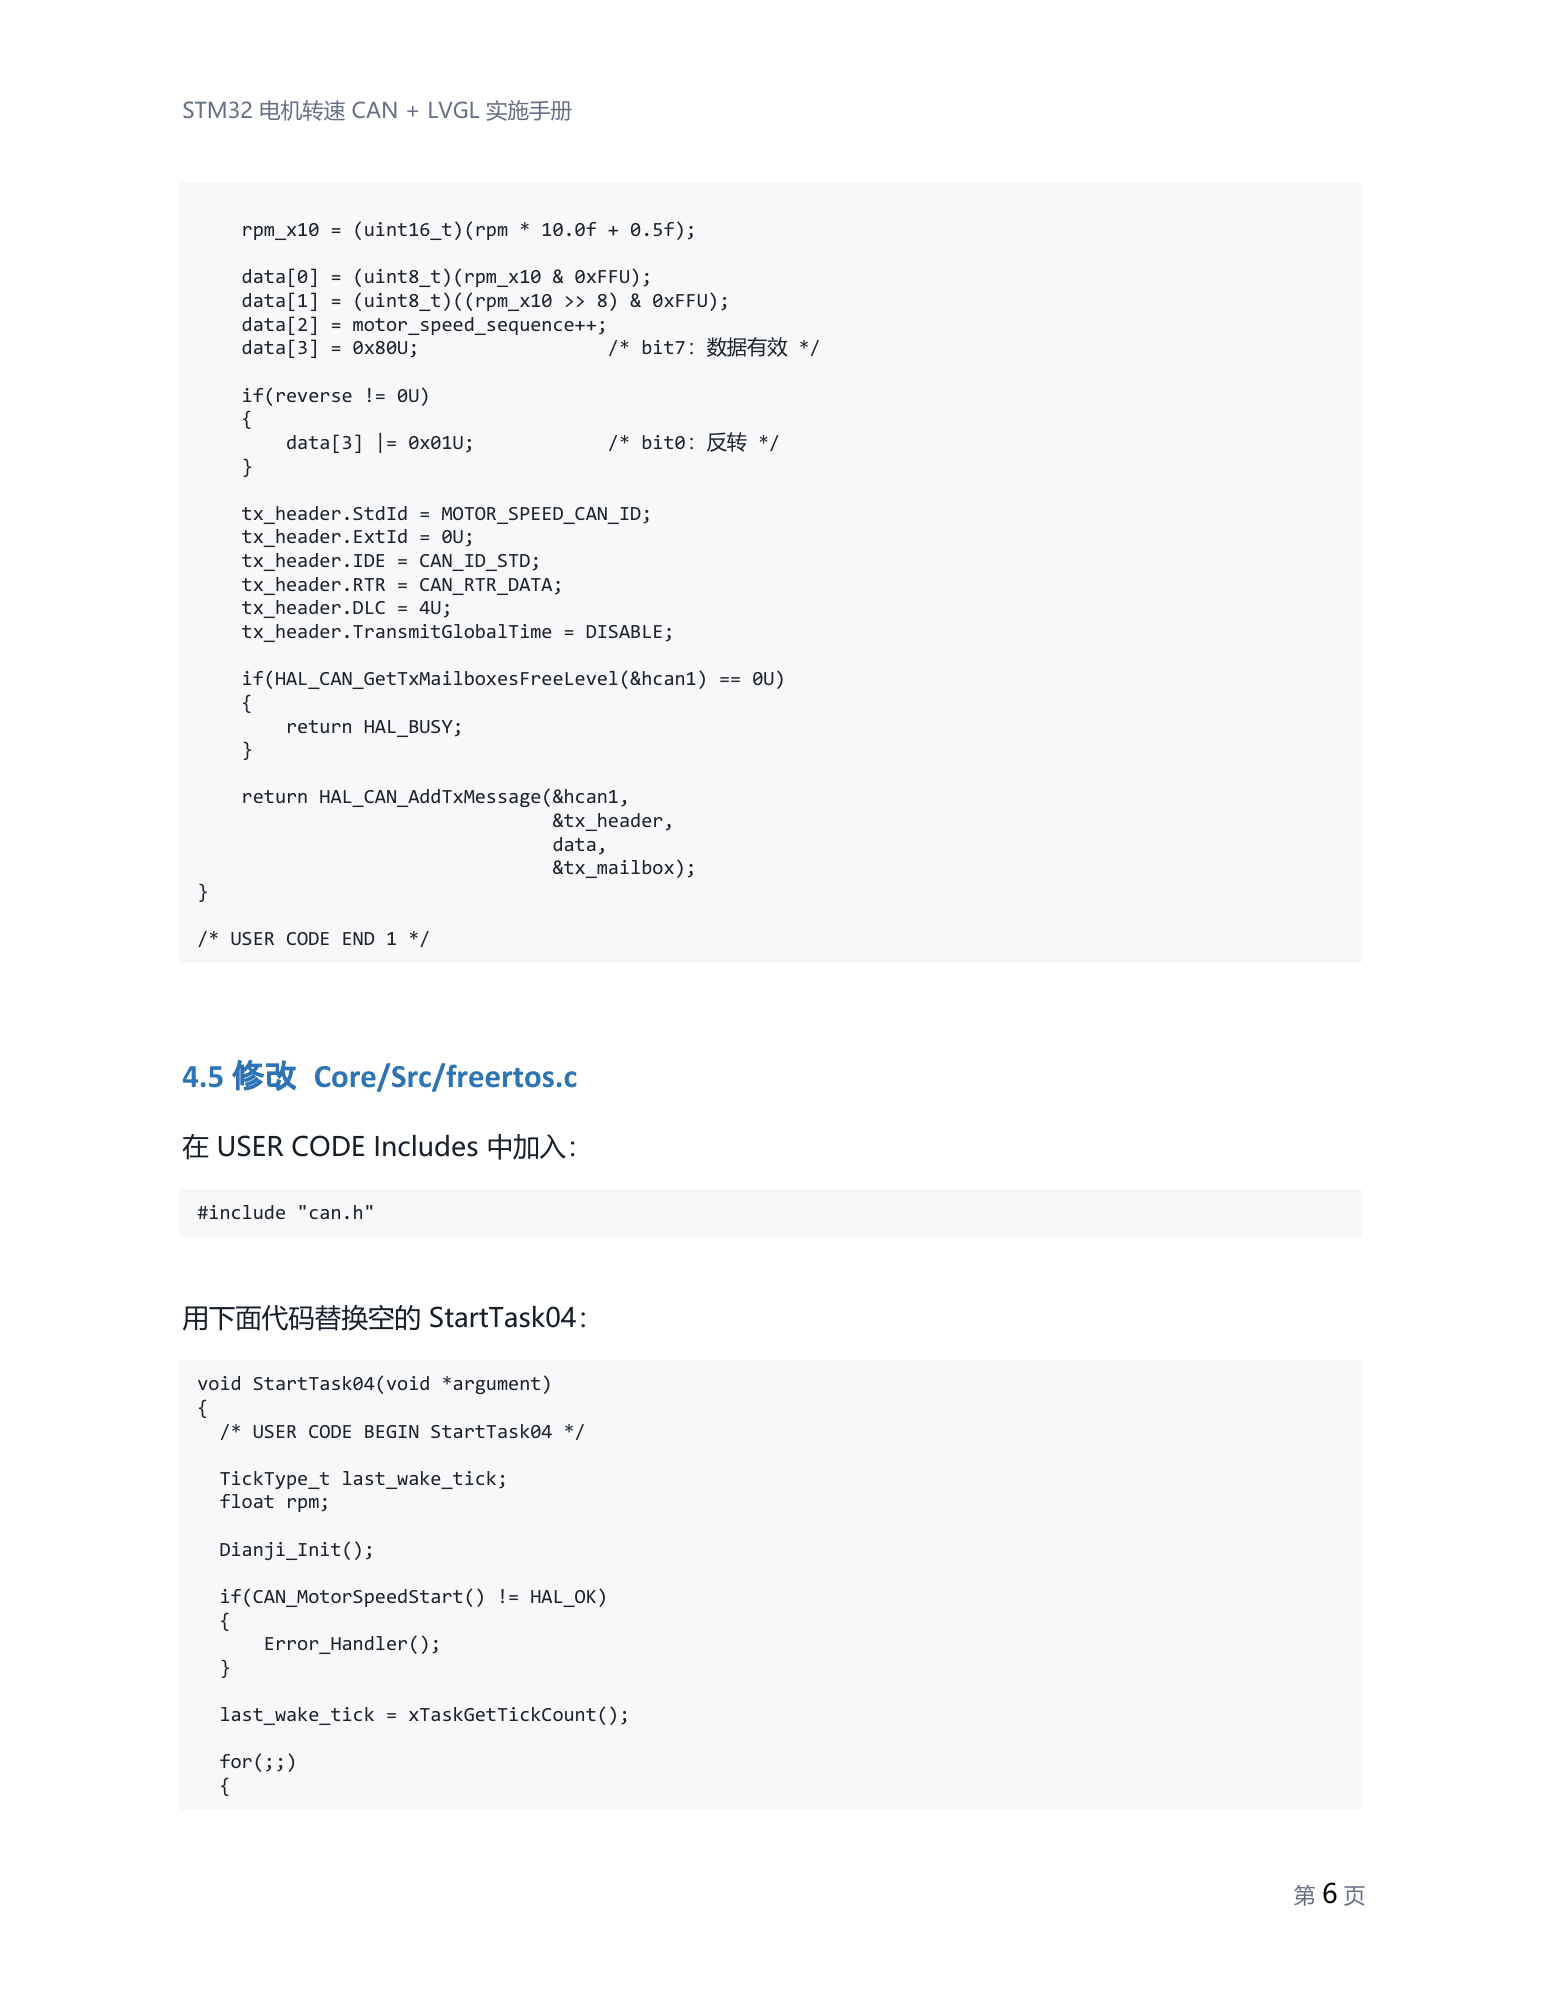 STM32 电机转速 CAN + LVGL 实施手册
    rpm_x10 = (uint16_t)(rpm * 10.0f + 0.5f);
    data[0] = (uint8_t)(rpm_x10 & 0xFFU);
    data[1] = (uint8_t)((rpm_x10 >> 8) & 0xFFU);
    data[2] = motor_speed_sequence++;
    data[3] = 0x80U;                 /* bit7：数据有效 */
    if(reverse != 0U)
    {
        data[3] |= 0x01U;            /* bit0：反转 */
    }
    tx_header.StdId = MOTOR_SPEED_CAN_ID;
    tx_header.ExtId = 0U;
    tx_header.IDE = CAN_ID_STD;
    tx_header.RTR = CAN_RTR_DATA;
    tx_header.DLC = 4U;
    tx_header.TransmitGlobalTime = DISABLE;
    if(HAL_CAN_GetTxMailboxesFreeLevel(&hcan1) == 0U)
    {
        return HAL_BUSY;
    }
    return HAL_CAN_AddTxMessage(&hcan1,
                                &tx_header,
                                data,
                                &tx_mailbox);
}
/* USER CODE END 1 */
4.5 修改 Core/Src/freertos.c
在 USER CODE Includes 中加入：
#include "can.h"
用下面代码替换空的 StartTask04：
void StartTask04(void *argument)
{
  /* USER CODE BEGIN StartTask04 */
  TickType_t last_wake_tick;
  float rpm;
  Dianji_Init();
  if(CAN_MotorSpeedStart() != HAL_OK)
  {
      Error_Handler();
  }
  last_wake_tick = xTaskGetTickCount();
  for(;;)
  {
第 6 页